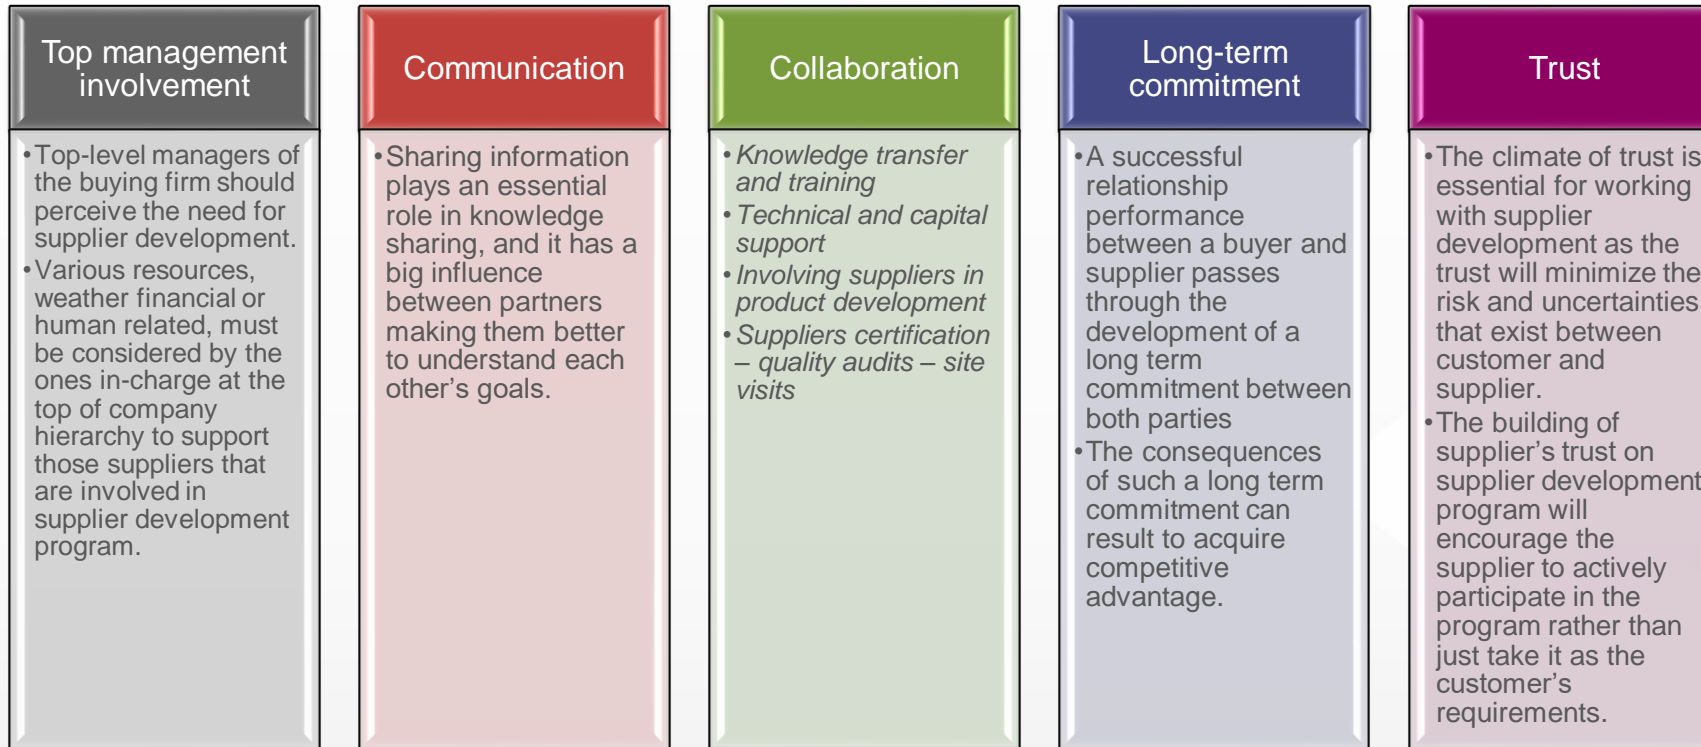 Top management
involvement
•Top-level managers of
the buying firm should
perceive the need for
supplier development.
•Various resources,
weather financial or
human related, must
be considered by the
ones in-charge at the
top of company
hierarchy to support
those suppliers that
are involved in
supplier development
program.
Communication
•Sharing information
plays an essential
role in knowledge
sharing, and it has a
big influence
between partners
making them better
to understand each
other’s goals.
Collaboration
•Knowledge transfer
and training
•Technical and capital
support
•Involving suppliers in
product development
•Suppliers certification
– quality audits – site
visits
Long-term
commitment
•A successful
relationship
performance
between a buyer and
supplier passes
through the
development of a
long term
commitment between
both parties
•The consequences
of such a long term
commitment can
result to acquire
competitive
advantage.
Trust
•The climate of trust is
essential for working
with supplier
development as the
trust will minimize the
risk and uncertainties
that exist between
customer and
supplier.
•The building of
supplier’s trust on
supplier development
program will
encourage the
supplier to actively
participate in the
program rather than
just take it as the
customer’s
requirements.